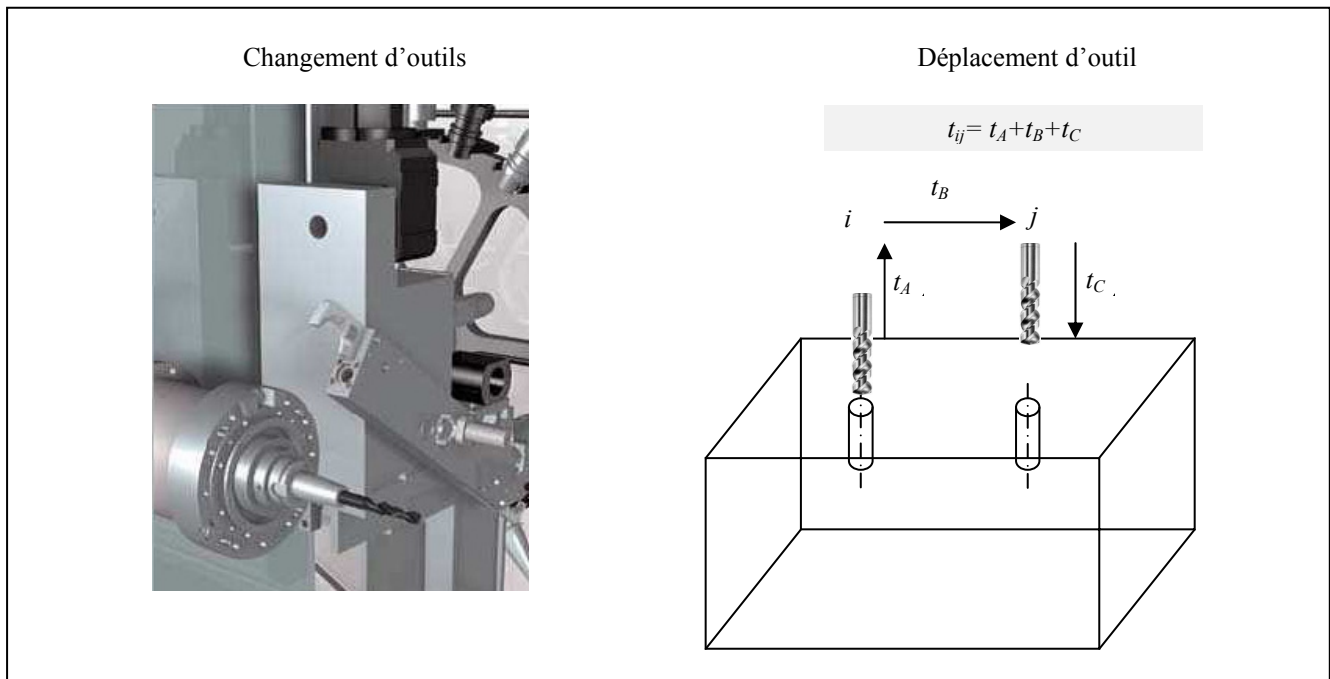 Changement d’outils
Déplacement d’outil
tij= tA+tB+tC
tB
i
j
tA
tC